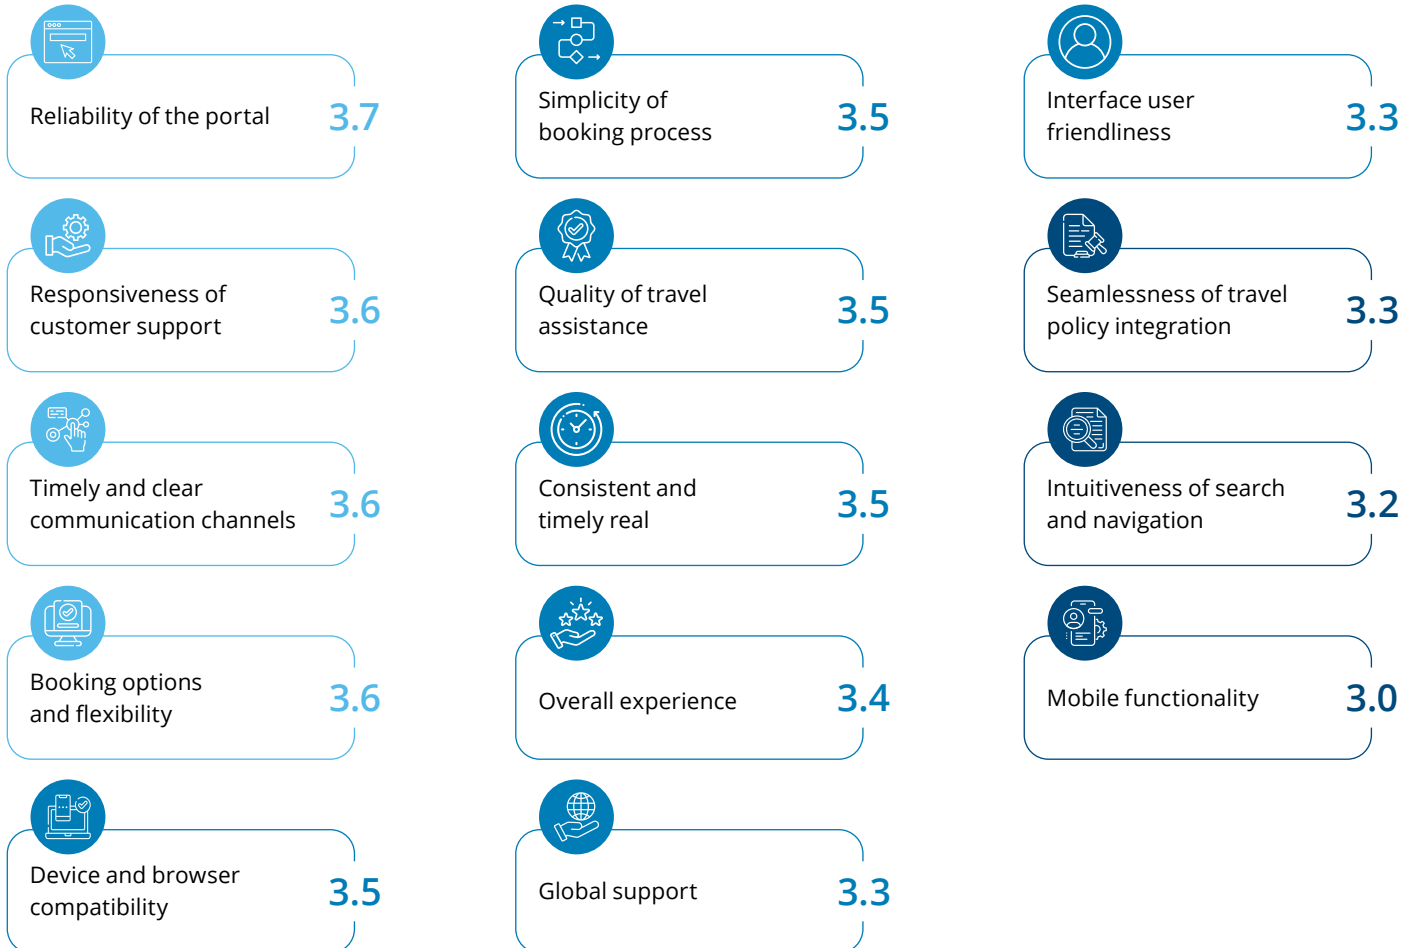 Reliability of the portal
3.7
Responsiveness of
customer support
3.6
Timely and clear
communication channels
3.6
Booking options
and flexibility
3.6
Device and browser
compatibility
3.5
Simplicity of
booking process
3.5
Quality of travel
assistance
3.5
Consistent and
timely real
3.5
Overall experience
3.4
Global support
3.3
Interface user
friendliness
3.3
Seamlessness of travel
policy integration
3.3
Intuitiveness of search
and navigation
3.2
Mobile functionality
3.0